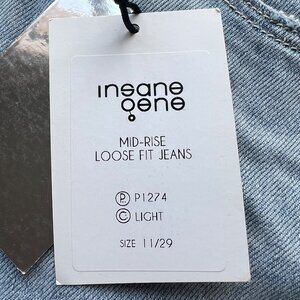 insane
gene
MID-RISE
LOOSE FIT JEANS
Ⓟ P1274
Ⓒ LIGHT
SIZE 11/29